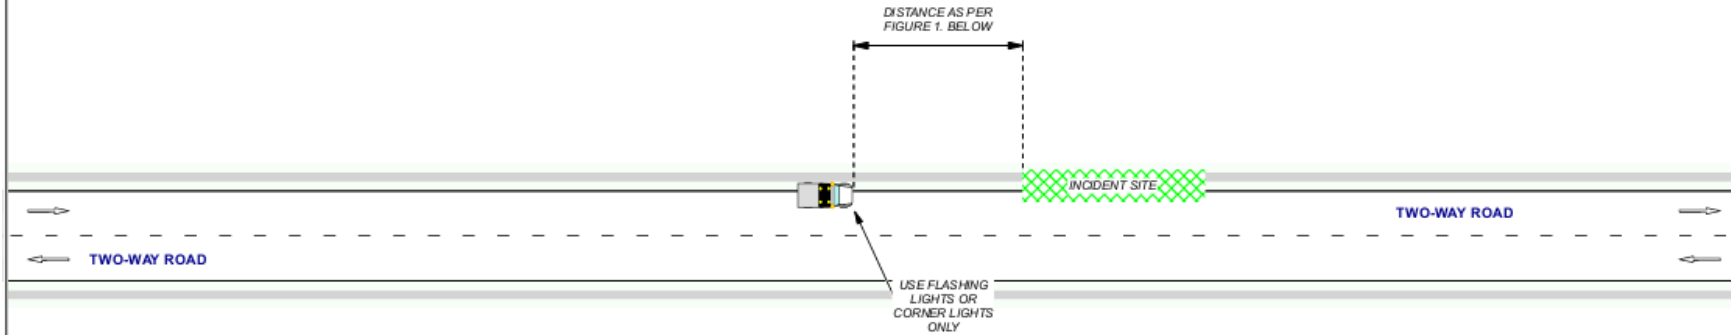 DISTANCE AS PER
FIGURE 1. BELOW
INCIDENT SITE
TWO-WAY ROAD
TWO-WAY ROAD
USE FLASHING
LIGHTS OR
CORNER LIGHTS
ONLY